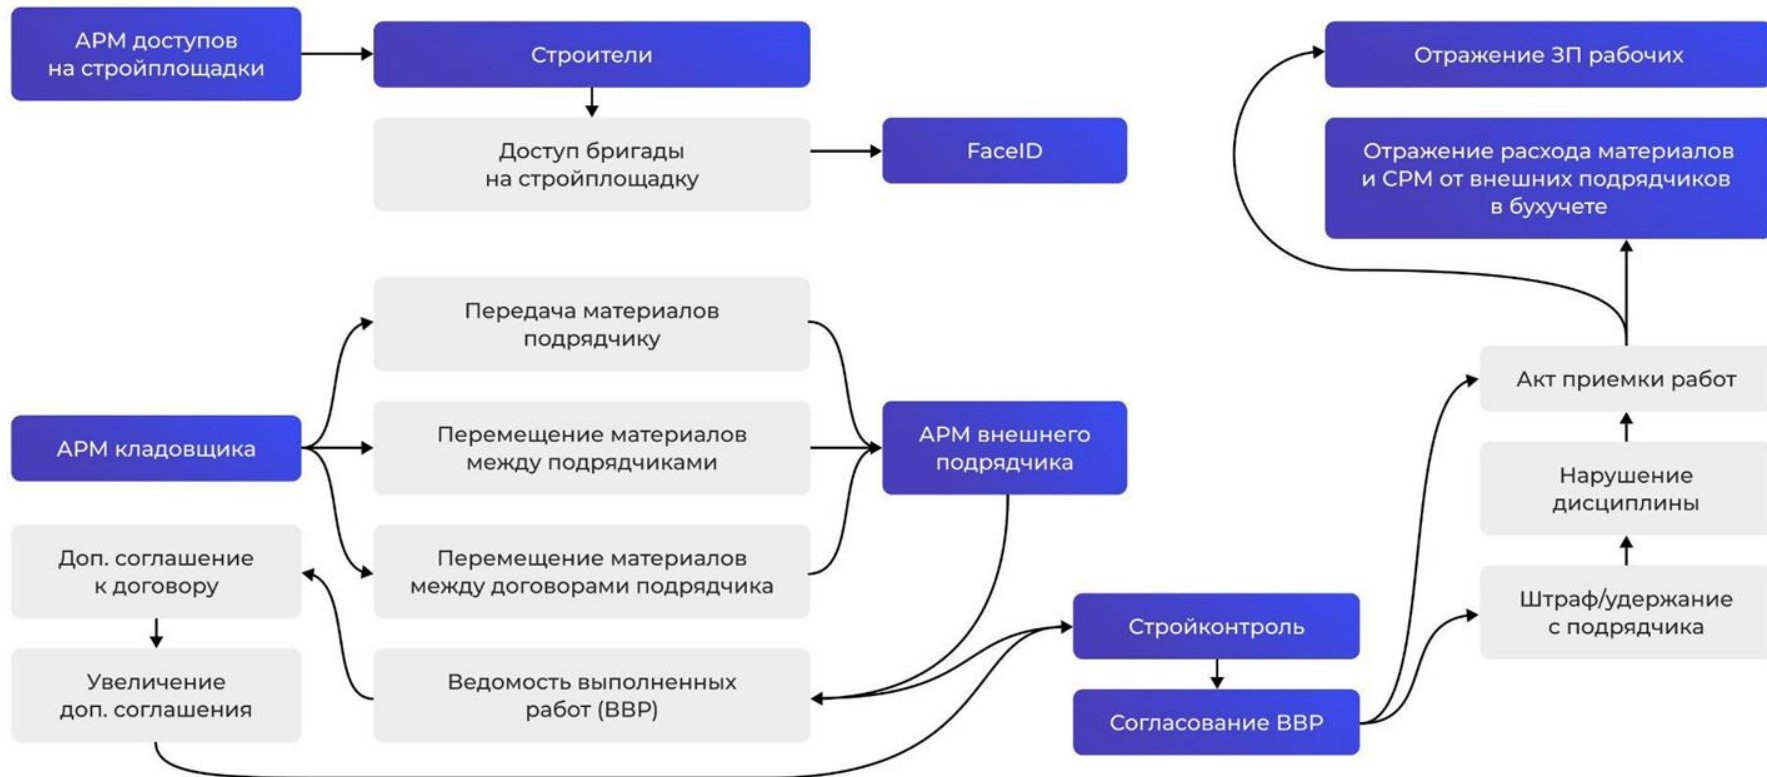 АРМ доступов
на стройплощадки
Строители
Доступ бригады
на стройплощадку
FaceID
Отражение ЗП рабочих
Отражение расхода материалов
и СРМ от внешних подрядчиков
в бухучете
Передача материалов
подрядчику
АРМ кладовщика
Перемещение материалов
между подрядчиками
АРМ внешнего
подрядчика
Перемещение материалов
между договорами подрядчика
Доп. соглашение
к договору
Увеличение
доп. соглашения
Ведомость выполненных
работ (ВВР)
Стройконтроль
Согласование ВВР
Акт приемки работ
Нарушение
дисциплины
Штраф/удержание
с подрядчика